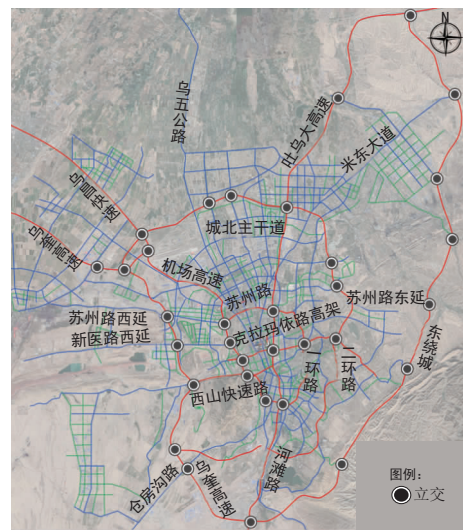 N
乌五公路
吐乌大高速
米东大道
乌昌快速
乌奎高速
城北主干道
机场高速
苏州路
苏州路东延
克拉玛依路高架
苏州路西延
新医路西延
东绕城
一环路
二环路
西山快速路
河滩路
仓房沟路
乌奎高速
图例：
立交